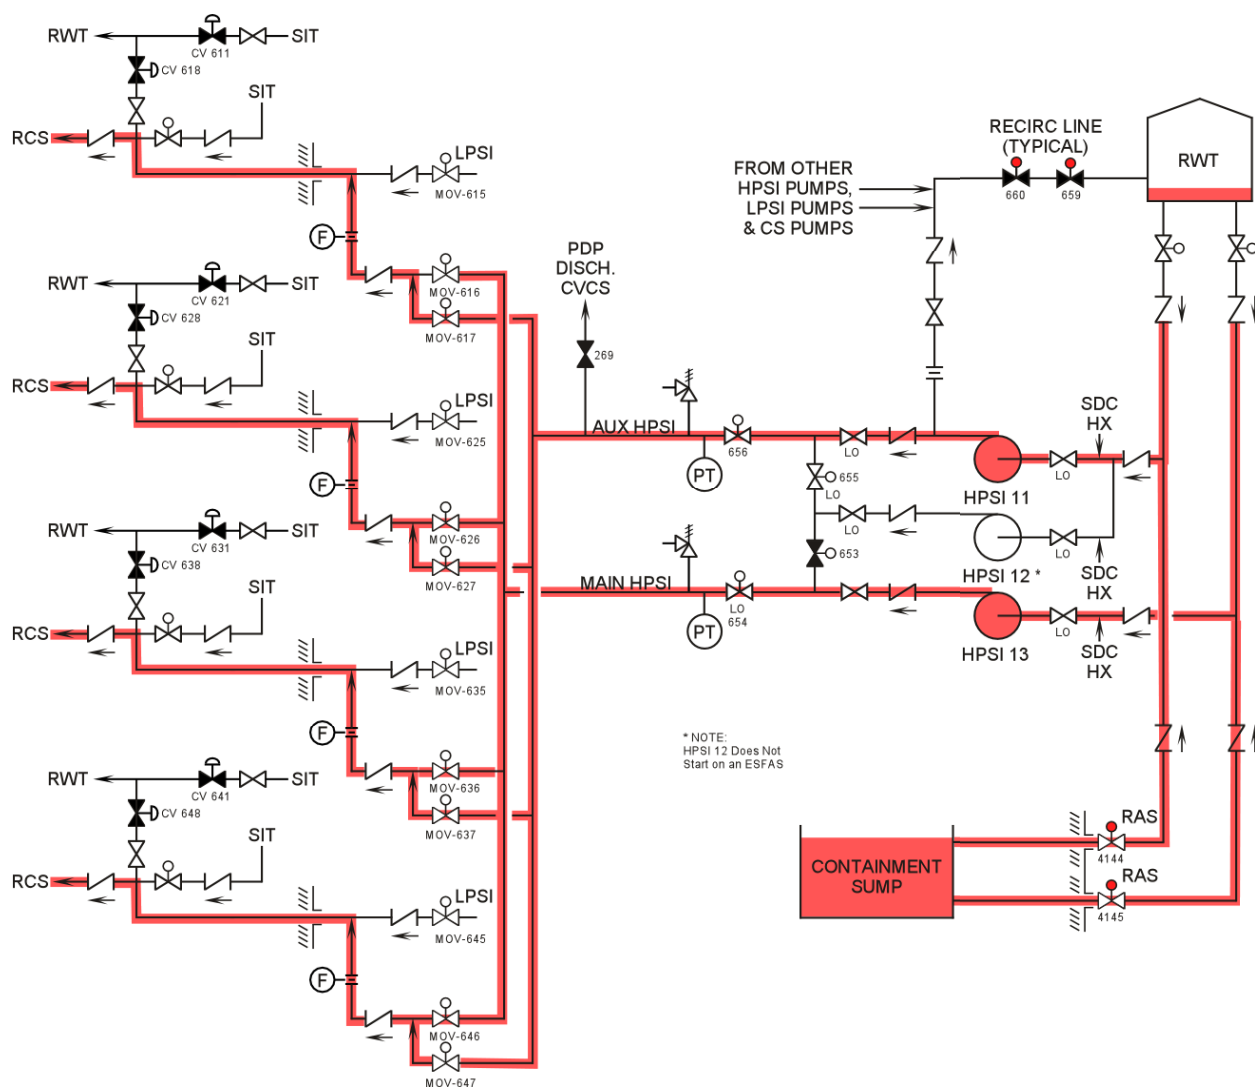 RWT
CV 611
SIT
CV 618
SIT
RCS
LPSI
MOV-615
F
MOV-616
MOV-617
RWT
CV 621
SIT
CV 628
SIT
RCS
LPSI
MOV-625
F
MOV-626
MOV-627
RWT
CV 631
SIT
CV 638
SIT
RCS
LPSI
MOV-635
F
MOV-636
MOV-637
RWT
CV 641
SIT
CV 648
SIT
RCS
LPSI
MOV-645
F
MOV-646
MOV-647
PDP
DISCH.
CVCS
269
AUX HPSI
PT
656
LO
655
LO
LO
653
MAIN HPSI
PT
LO
654
RECIRC LINE
(TYPICAL)
FROM OTHER
HPSI PUMPS,
LPSI PUMPS
& CS PUMPS
660
659
RWT
HPSI 11
LO
SDC
HX
HPSI 12 *
LO
SDC
HX
HPSI 13
LO
SDC
HX
* NOTE:
HPSI 12 Does Not
Start on an ESFAS
CONTAINMENT
SUMP
RAS
4144
RAS
4145